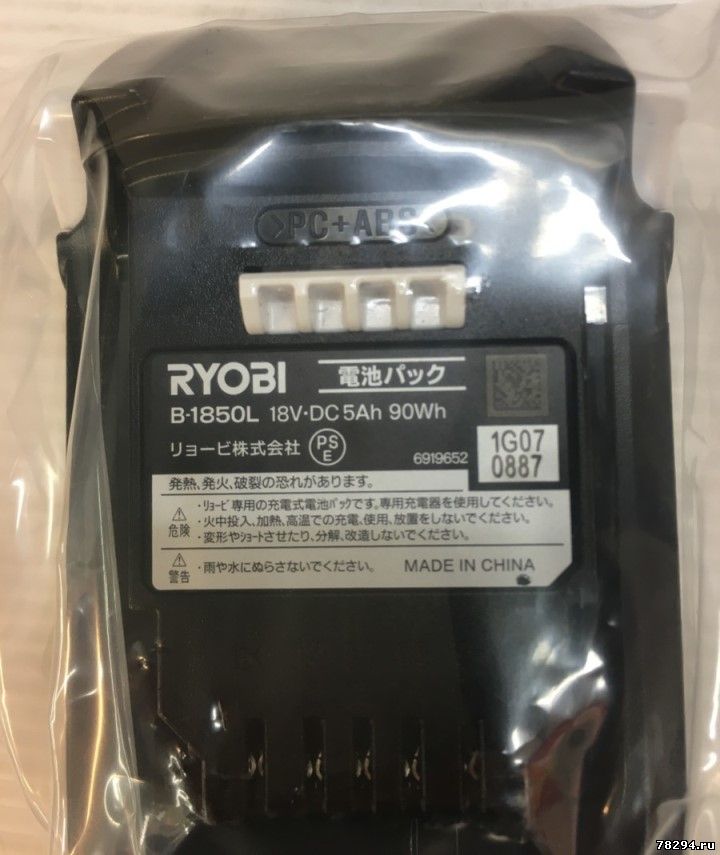 >PC+ABS<
RYOBI 電池パック
B-1850L 18V·DC 5Ah 90Wh
リョービ株式会社 PSE
6919652
1G07
0887
発熱、発火、破裂の恐れがあります。
危険
・リョービ専用の充電式電池パックです。専用充電器を使用してください。
・火中投入、加熱、高温での充電、使用、放置をしないでください。
・変形やショートさせたり、分解、改造しないでください。
警告
・雨や水にぬらさないでください。 MADE IN CHINA
78294.ru